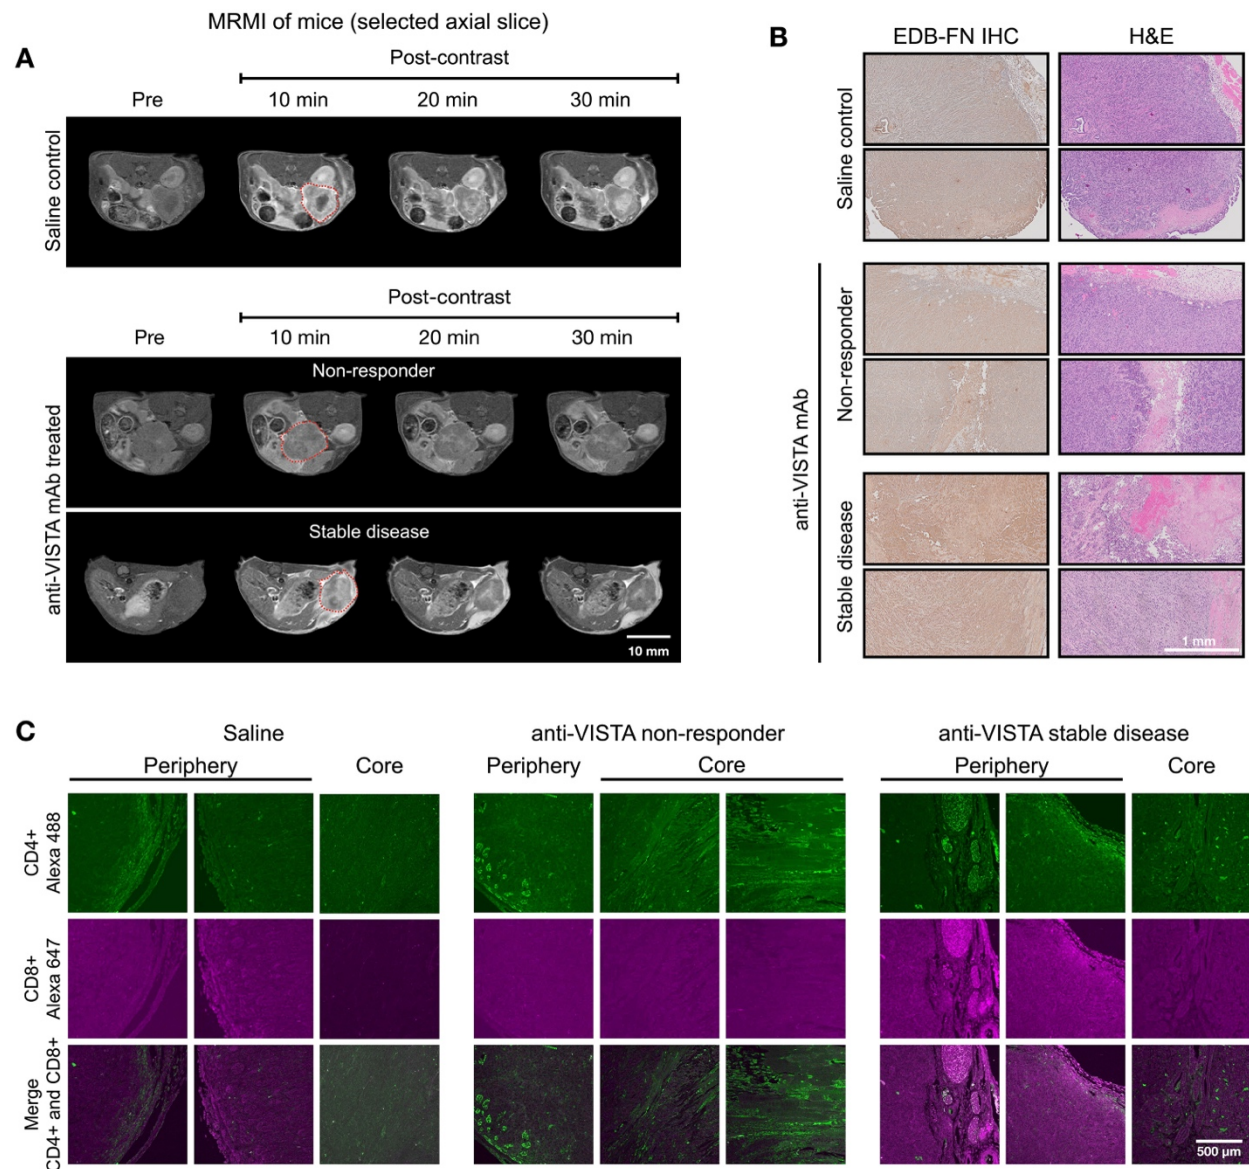 MRMI of mice (selected axial slice)
A
Post-contrast
Pre
10 min
20 min
30 min
Saline control
Post-contrast
Pre
10 min
20 min
30 min
anti-VISTA mAb treated
Non-responder
Stable disease
10 mm
B
EDB-FN IHC
H&E
Saline control
anti-VISTA mAb
Non-responder
Stable disease
1 mm
C
Saline
anti-VISTA non-responder
anti-VISTA stable disease
Periphery
Core
Periphery
Core
Periphery
Core
CD4+
Alexa 488
CD8+
Alexa 647
Merge
CD4+ and CD8+
500 µm